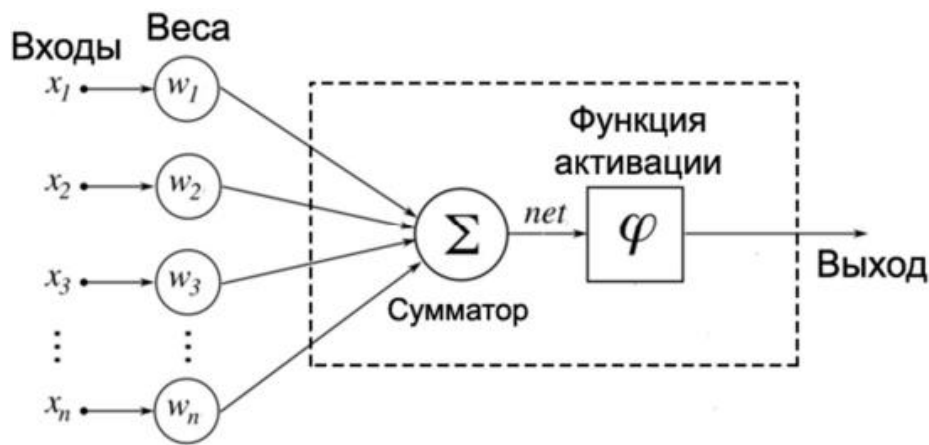 Входы
Веса
x1
w1
x2
w2
x3
w3
xn
wn
Σ
Сумматор
net
Функция
активации
φ
Выход